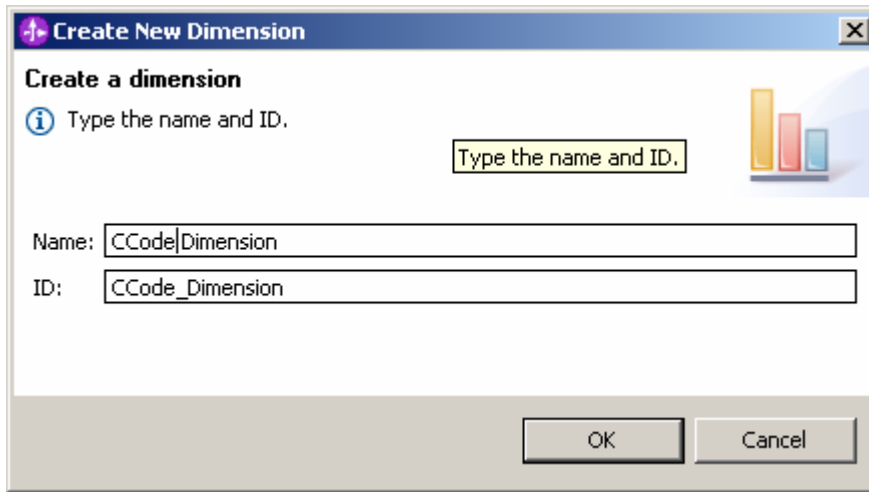 Create New Dimension
Create a dimension
Type the name and ID.
Type the name and ID.
Name: CCode Dimension
ID: CCode_Dimension
OK Cancel